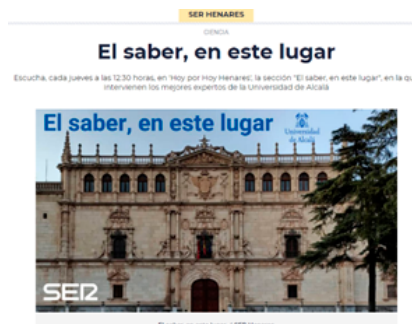 SER HENARES
CIENCIA
El saber, en este lugar
Escucha, cada jueves a las 12:30 horas, en 'Hoy por Hoy Henares', la sección "El saber, en este lugar", en la qu
intervienen los mejores expertos de la Universidad de Alcalá
El saber, en este lugar
Universidad
de Alcalá
SER